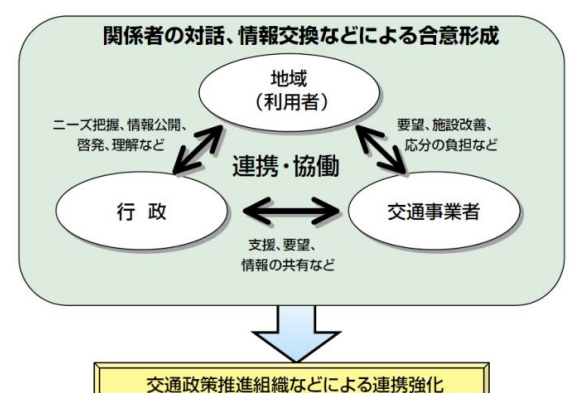 関係者の対話、情報交換などによる合意形成
地域
（利用者）
ニーズ把握、情報公開、
啓発、理解など
要望、施設改善、
応分の負担など
連携・協働
行 政
交通事業者
支援、要望、
情報の共有など
交通政策推進組織などによる連携強化